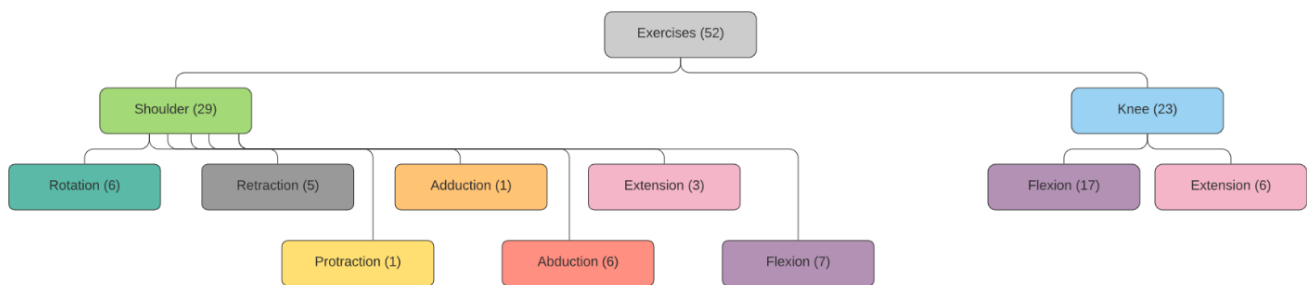 Exercises (52)
Shoulder (29)
Knee (23)
Rotation (6)
Retraction (5)
Adduction (1)
Extension (3)
Flexion (17)
Extension (6)
Protraction (1)
Abduction (6)
Flexion (7)